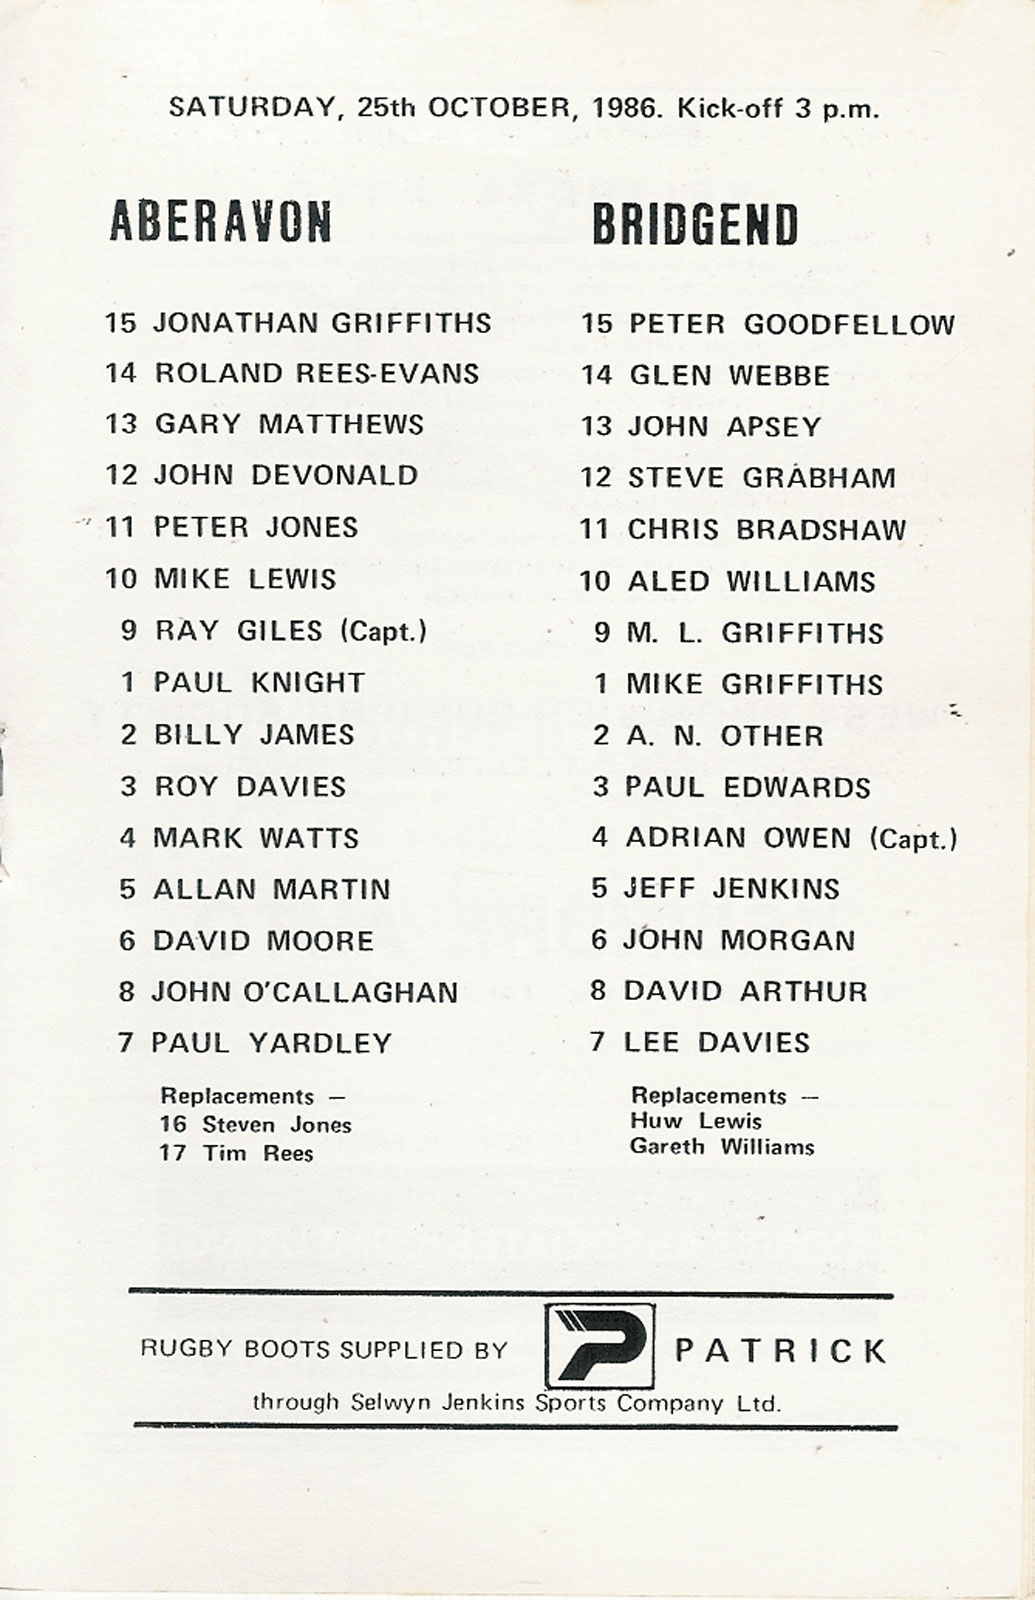 SATURDAY, 25th OCTOBER, 1986. Kick-off 3 p.m.
ABERAVON
15 JONATHAN GRIFFITHS
14 ROLAND REES-EVANS
13 GARY MATTHEWS
12 JOHN DEVONALD
11 PETER JONES
10 MIKE LEWIS
9 RAY GILES (Capt.)
1 PAUL KNIGHT
2 BILLY JAMES
3 ROY DAVIES
4 MARK WATTS
5 ALLAN MARTIN
6 DAVID MOORE
8 JOHN O'CALLAGHAN
7 PAUL YARDLEY
Replacements —
16 Steven Jones
17 Tim Rees
BRIDGEND
15 PETER GOODFELLOW
14 GLEN WEBBE
13 JOHN APSEY
12 STEVE GRABHAM
11 CHRIS BRADSHAW
10 ALED WILLIAMS
9 M. L. GRIFFITHS
1 MIKE GRIFFITHS
2 A. N. OTHER
3 PAUL EDWARDS
4 ADRIAN OWEN (Capt.)
5 JEFF JENKINS
6 JOHN MORGAN
8 DAVID ARTHUR
7 LEE DAVIES
Replacements —
Huw Lewis
Gareth Williams
RUGBY BOOTS SUPPLIED BY P PATRICK
through Selwyn Jenkins Sports Company Ltd.